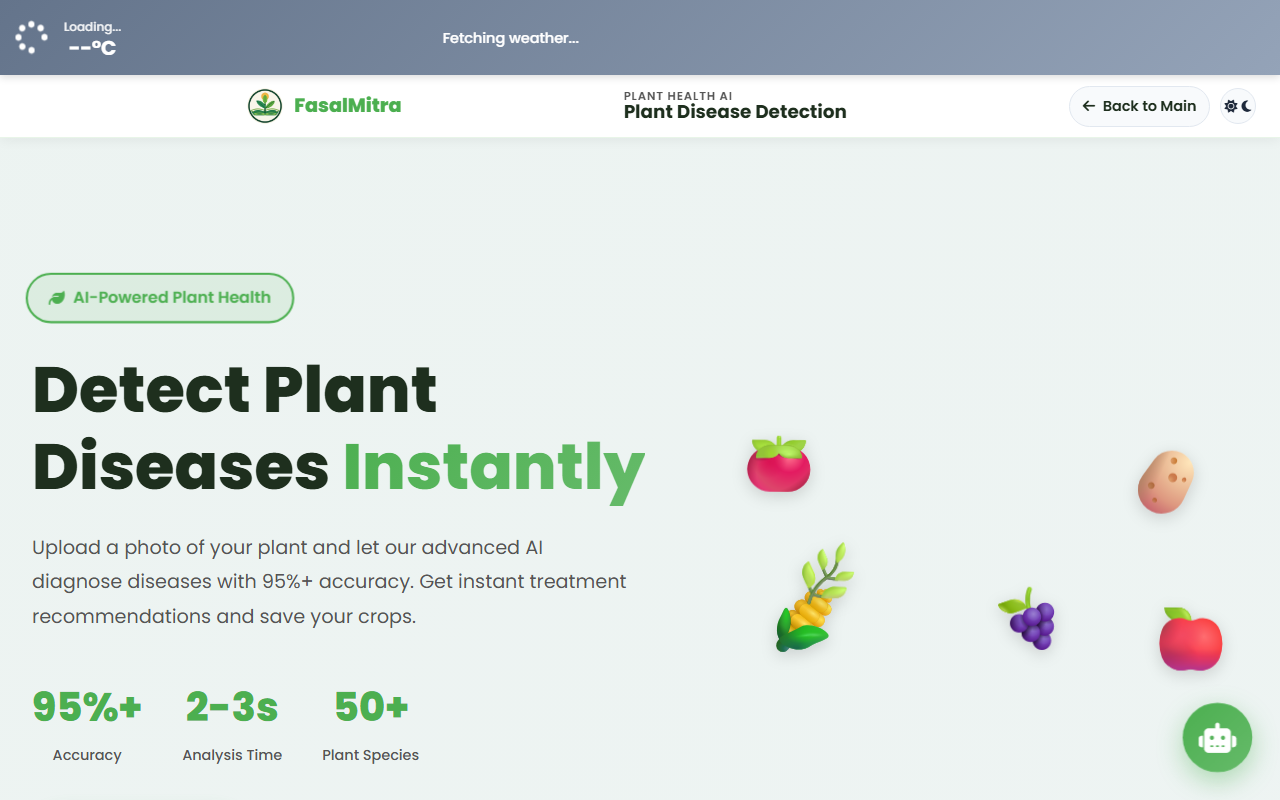 Loading...
--°C
Fetching weather...
FasalMitra
PLANT HEALTH AI
Plant Disease Detection
Back to Main
AI-Powered Plant Health
Detect Plant
Diseases Instantly
Upload a photo of your plant and let our advanced AI
diagnose diseases with 95%+ accuracy. Get instant treatment
recommendations and save your crops.
95%+
Accuracy
2-3s
Analysis Time
50+
Plant Species